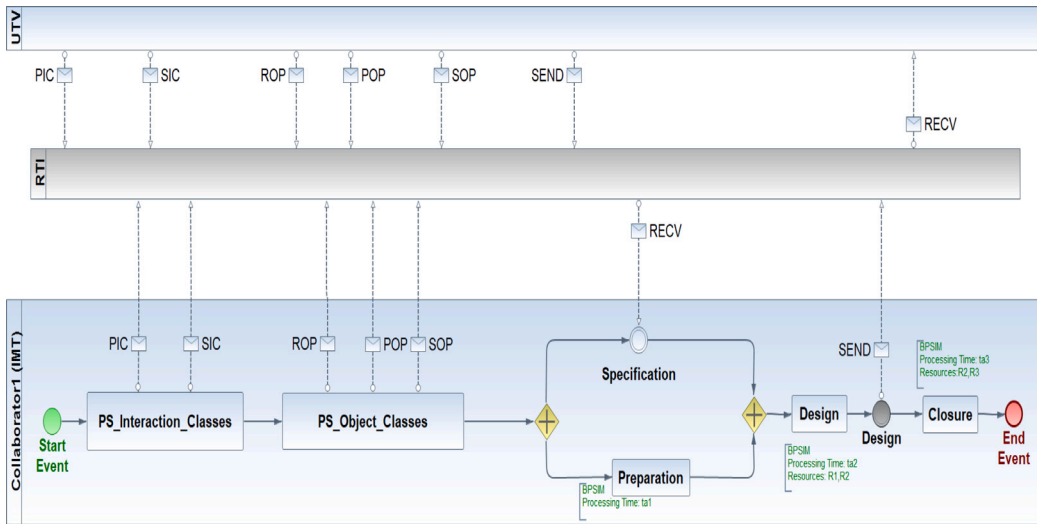 UTV
PIC
SIC
ROP
POP
SOP
SEND
RECV
RTI
RECV
Collaborator1 (IMT)
PIC
SIC
ROP
POP
SOP
SEND
BPSIM
Processing Time: ta3
Resources:R2,R3
Specification
Start
Event
PS_Interaction_Classes
PS_Object_Classes
Design
Design
Closure
End
Event
BPSIM
Processing Time: ta2
Resources: R1,R2
Preparation
BPSIM
Processing Time: ta1